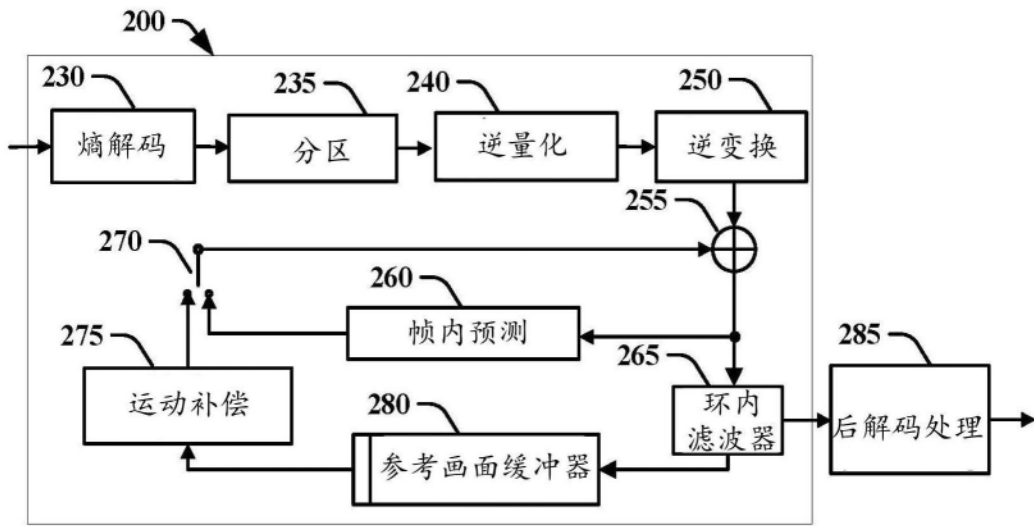 200
230
235
240
250
熵解码
分区
逆量化
逆变换
255
270
260
帧内预测
275
265
285
运动补偿
280
环内
滤波器
后解码处理
参考画面缓冲器